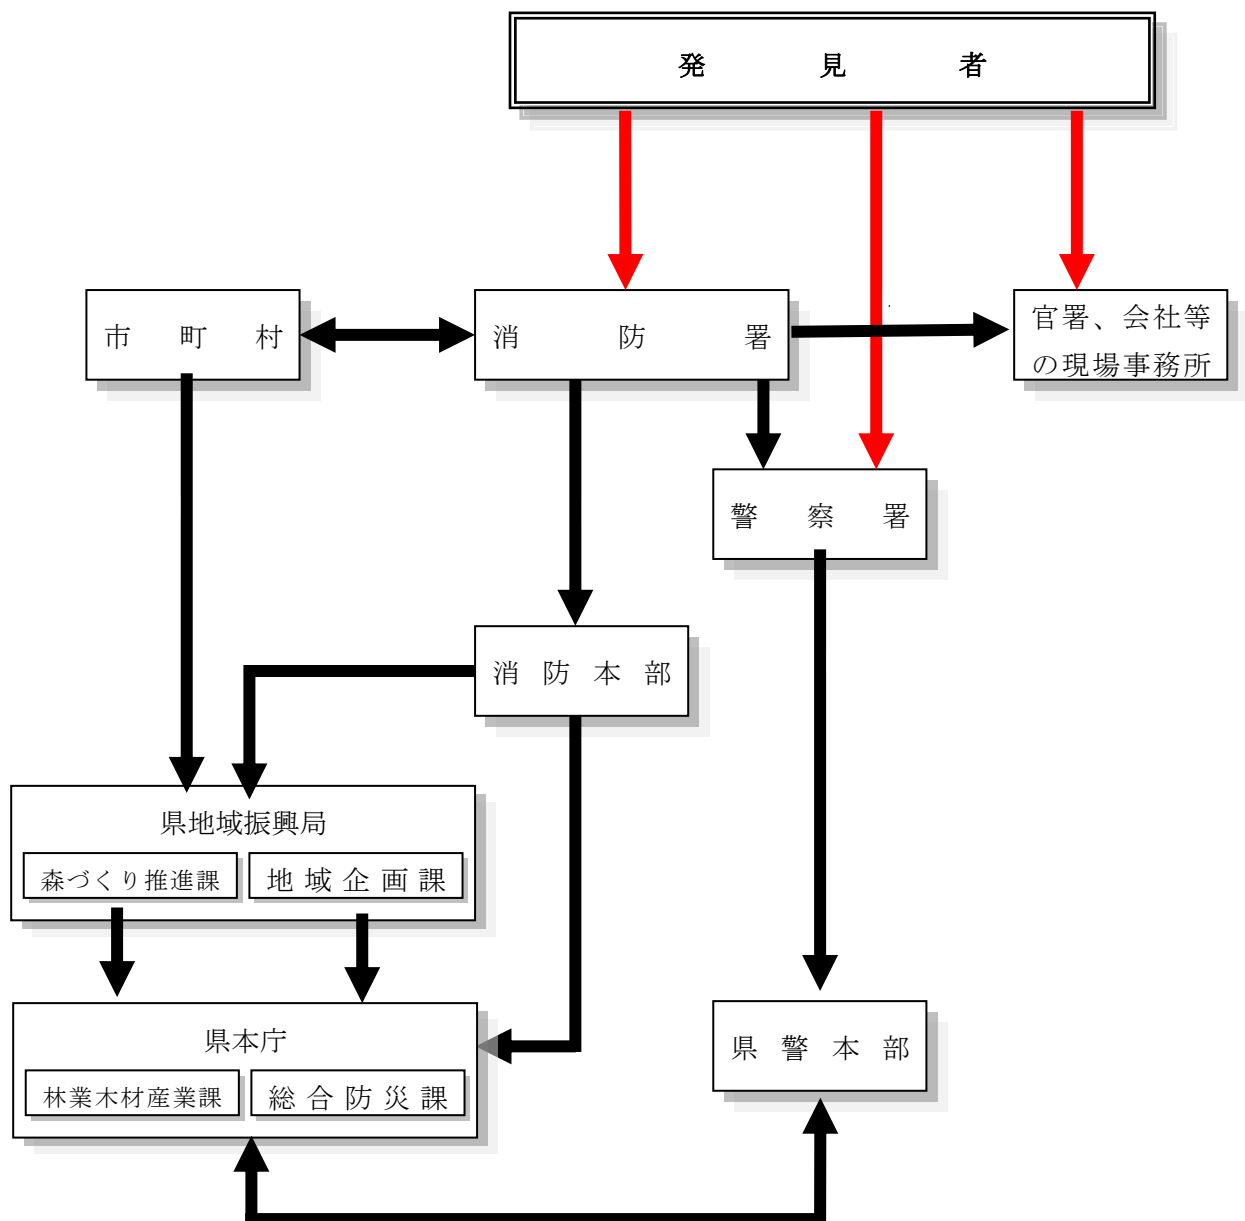 発見者
市町村
消防署
官署、会社等
の現場事務所
警察署
消防本部
県地域振興局
森づくり推進課
地域企画課
県本庁
林業木材産業課
総合防災課
県警本部